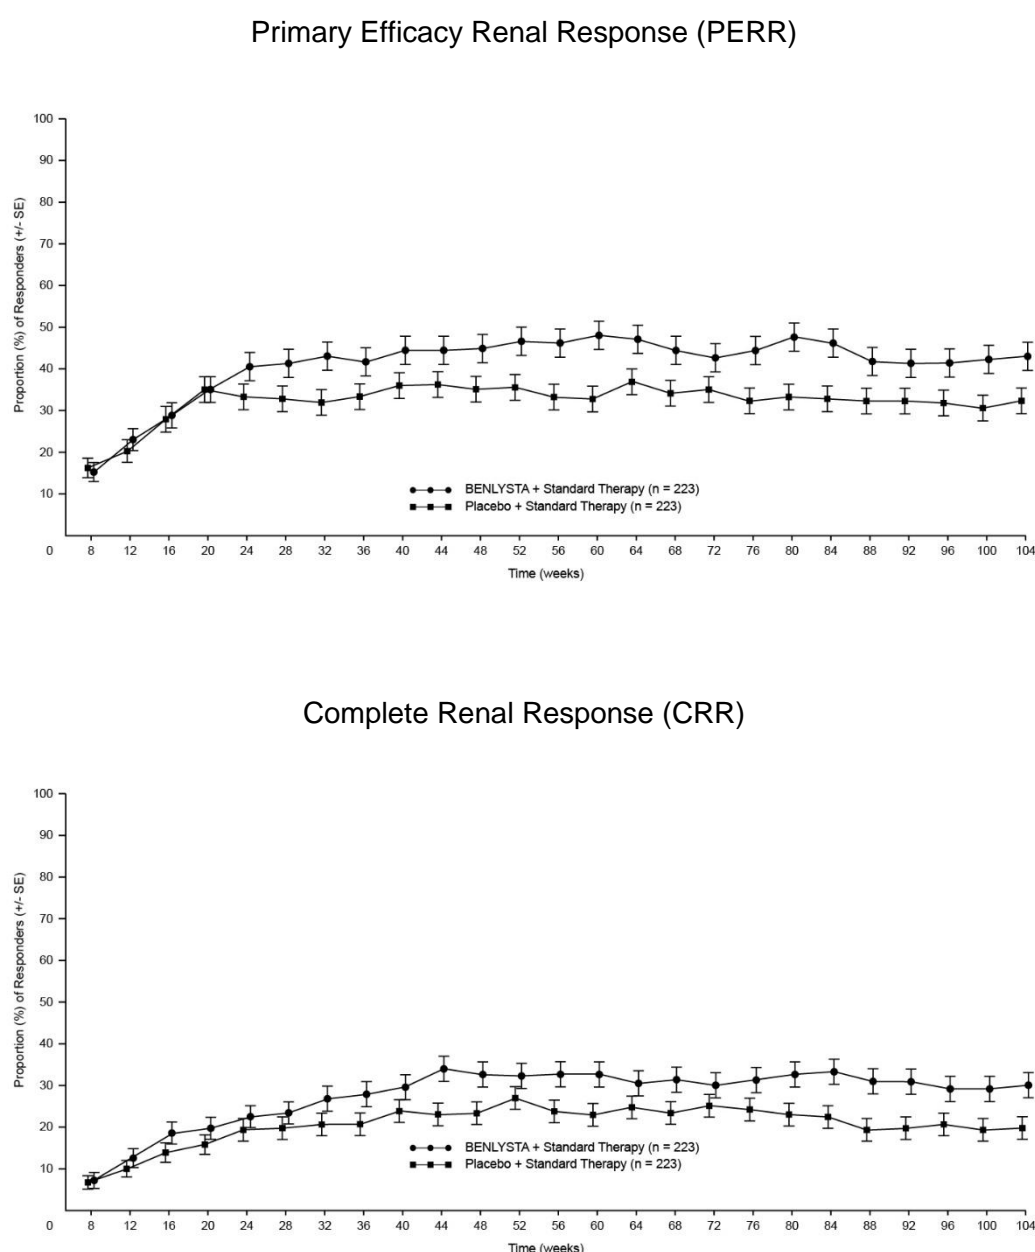 Primary Efficacy Renal Response (PERR)
100
90
80
70
60
50
40
30
20
10
0
Proportion (%) of Responders (+/- SE)
BENLYSTA + Standard Therapy (n = 223)
Placebo + Standard Therapy (n = 223)
8 12 16 20 24 28 32 36 40 44 48 52 56 60 64 68 72 76 80 84 88 92 96 100 104
Time (weeks)
Complete Renal Response (CRR)
100
90
80
70
60
50
40
30
20
10
0
Proportion (%) of Responders (+/- SE)
BENLYSTA + Standard Therapy (n = 223)
Placebo + Standard Therapy (n = 223)
8 12 16 20 24 28 32 36 40 44 48 52 56 60 64 68 72 76 80 84 88 92 96 100 104
Time (weeks)